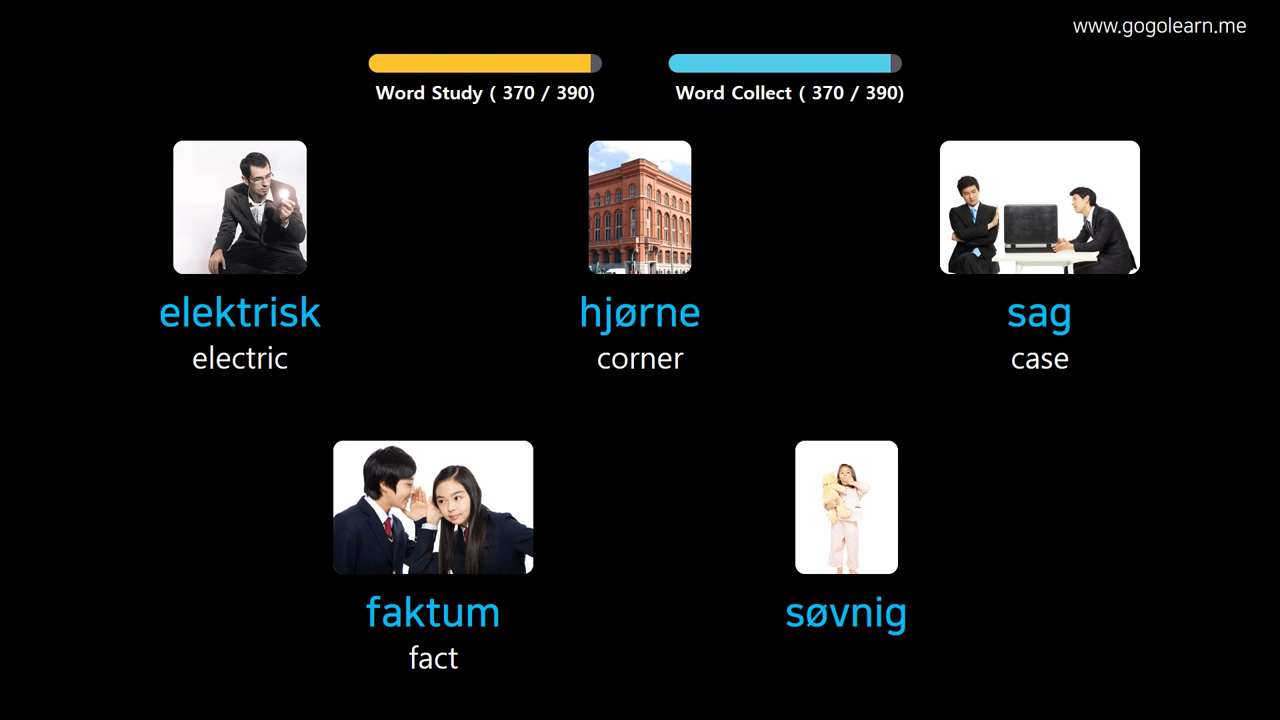 www.gogolearn.me
Word Study ( 370 / 390)
Word Collect ( 370 / 390)
elektrisk
electric
hjørne
corner
sag
case
faktum
fact
søvnig